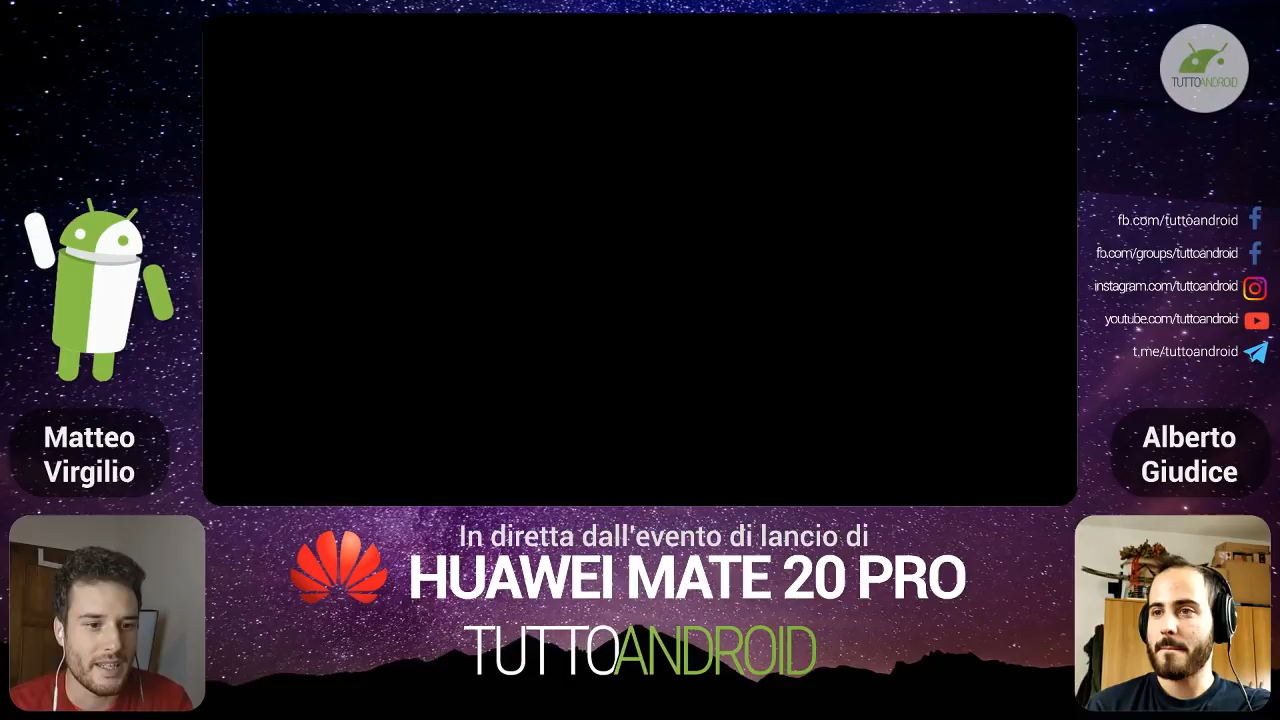 TUTTOANDROID
fb.com/tuttoandroid
fb.com/groups/tuttoandroid
instagram.com/tuttoandroid
youtube.com/tuttoandroid
t.me/tuttoandroid
Matteo
Virgilio
Alberto
Giudice
In diretta dall'evento di lancio di
HUAWEI MATE 20 PRO
TUTTOANDROID